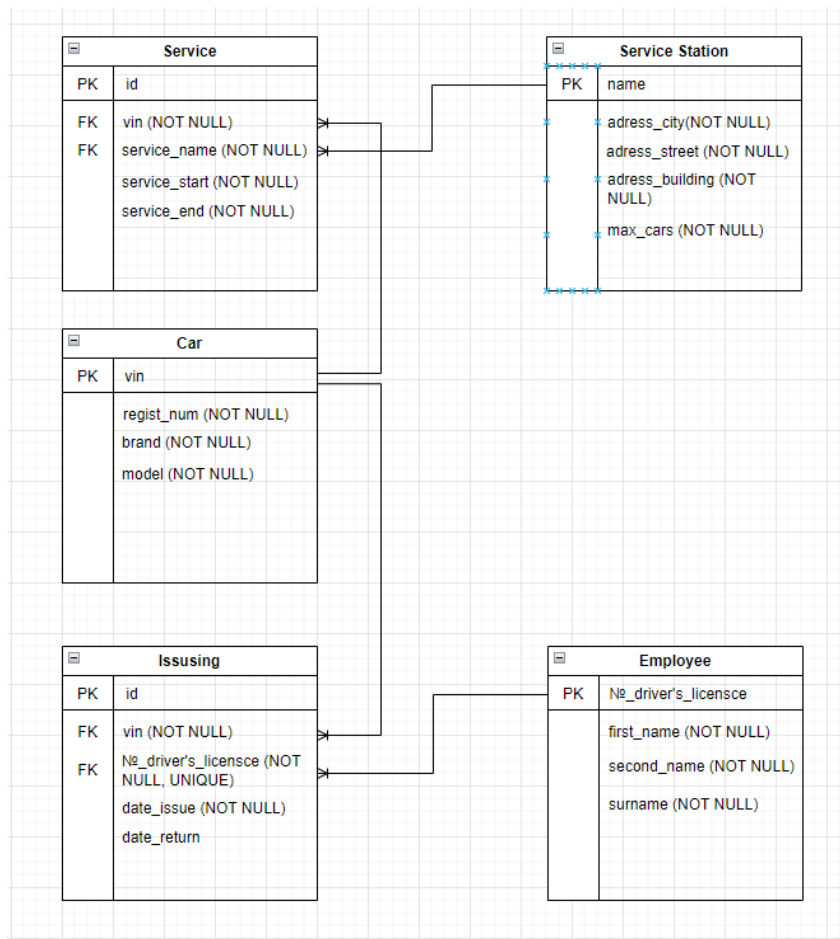 Service
PK id
FK vin (NOT NULL)
FK service_name (NOT NULL)
service_start (NOT NULL)
service_end (NOT NULL)
Service Station
PK name
adress_city(NOT NULL)
adress_street (NOT NULL)
adress_building (NOT
NULL)
max_cars (NOT NULL)
Car
PK vin
regist_num (NOT NULL)
brand (NOT NULL)
model (NOT NULL)
Issusing
PK id
FK vin (NOT NULL)
FK №_driver's_licensce (NOT
NULL, UNIQUE)
date_issue (NOT NULL)
date_return
Employee
PK №_driver's_licensce
first_name (NOT NULL)
second_name (NOT NULL)
surname (NOT NULL)